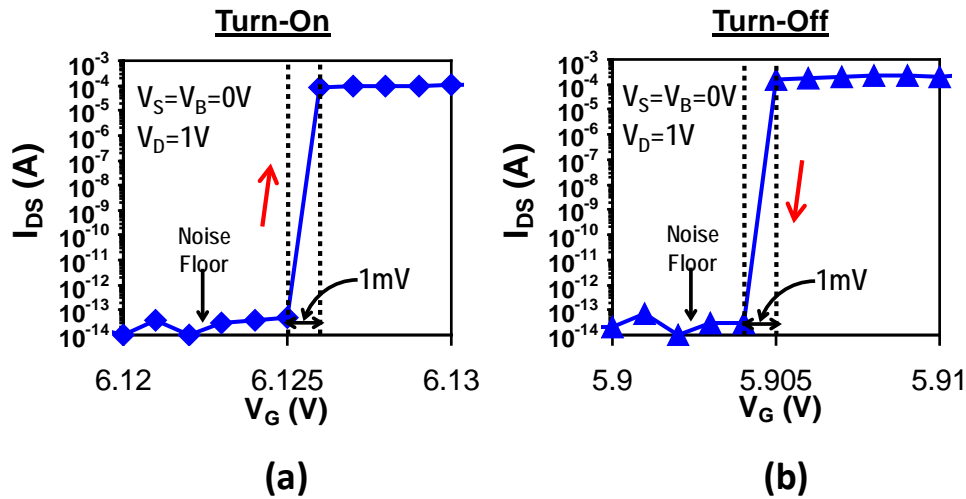 Turn-On
10⁻³
10⁻⁴
10⁻⁵
10⁻⁶
10⁻⁷
10⁻⁸
10⁻⁹
10⁻¹⁰
10⁻¹¹
10⁻¹²
10⁻¹³
10⁻¹⁴
I_DS (A)
V_S=V_B=0V
V_D=1V
Noise
Floor
1mV
6.12
6.125
6.13
V_G (V)
(a)
Turn-Off
10⁻³
10⁻⁴
10⁻⁵
10⁻⁶
10⁻⁷
10⁻⁸
10⁻⁹
10⁻¹⁰
10⁻¹¹
10⁻¹²
10⁻¹³
10⁻¹⁴
I_DS (A)
V_S=V_B=0V
V_D=1V
Noise
Floor
1mV
5.9
5.905
5.91
V_G (V)
(b)